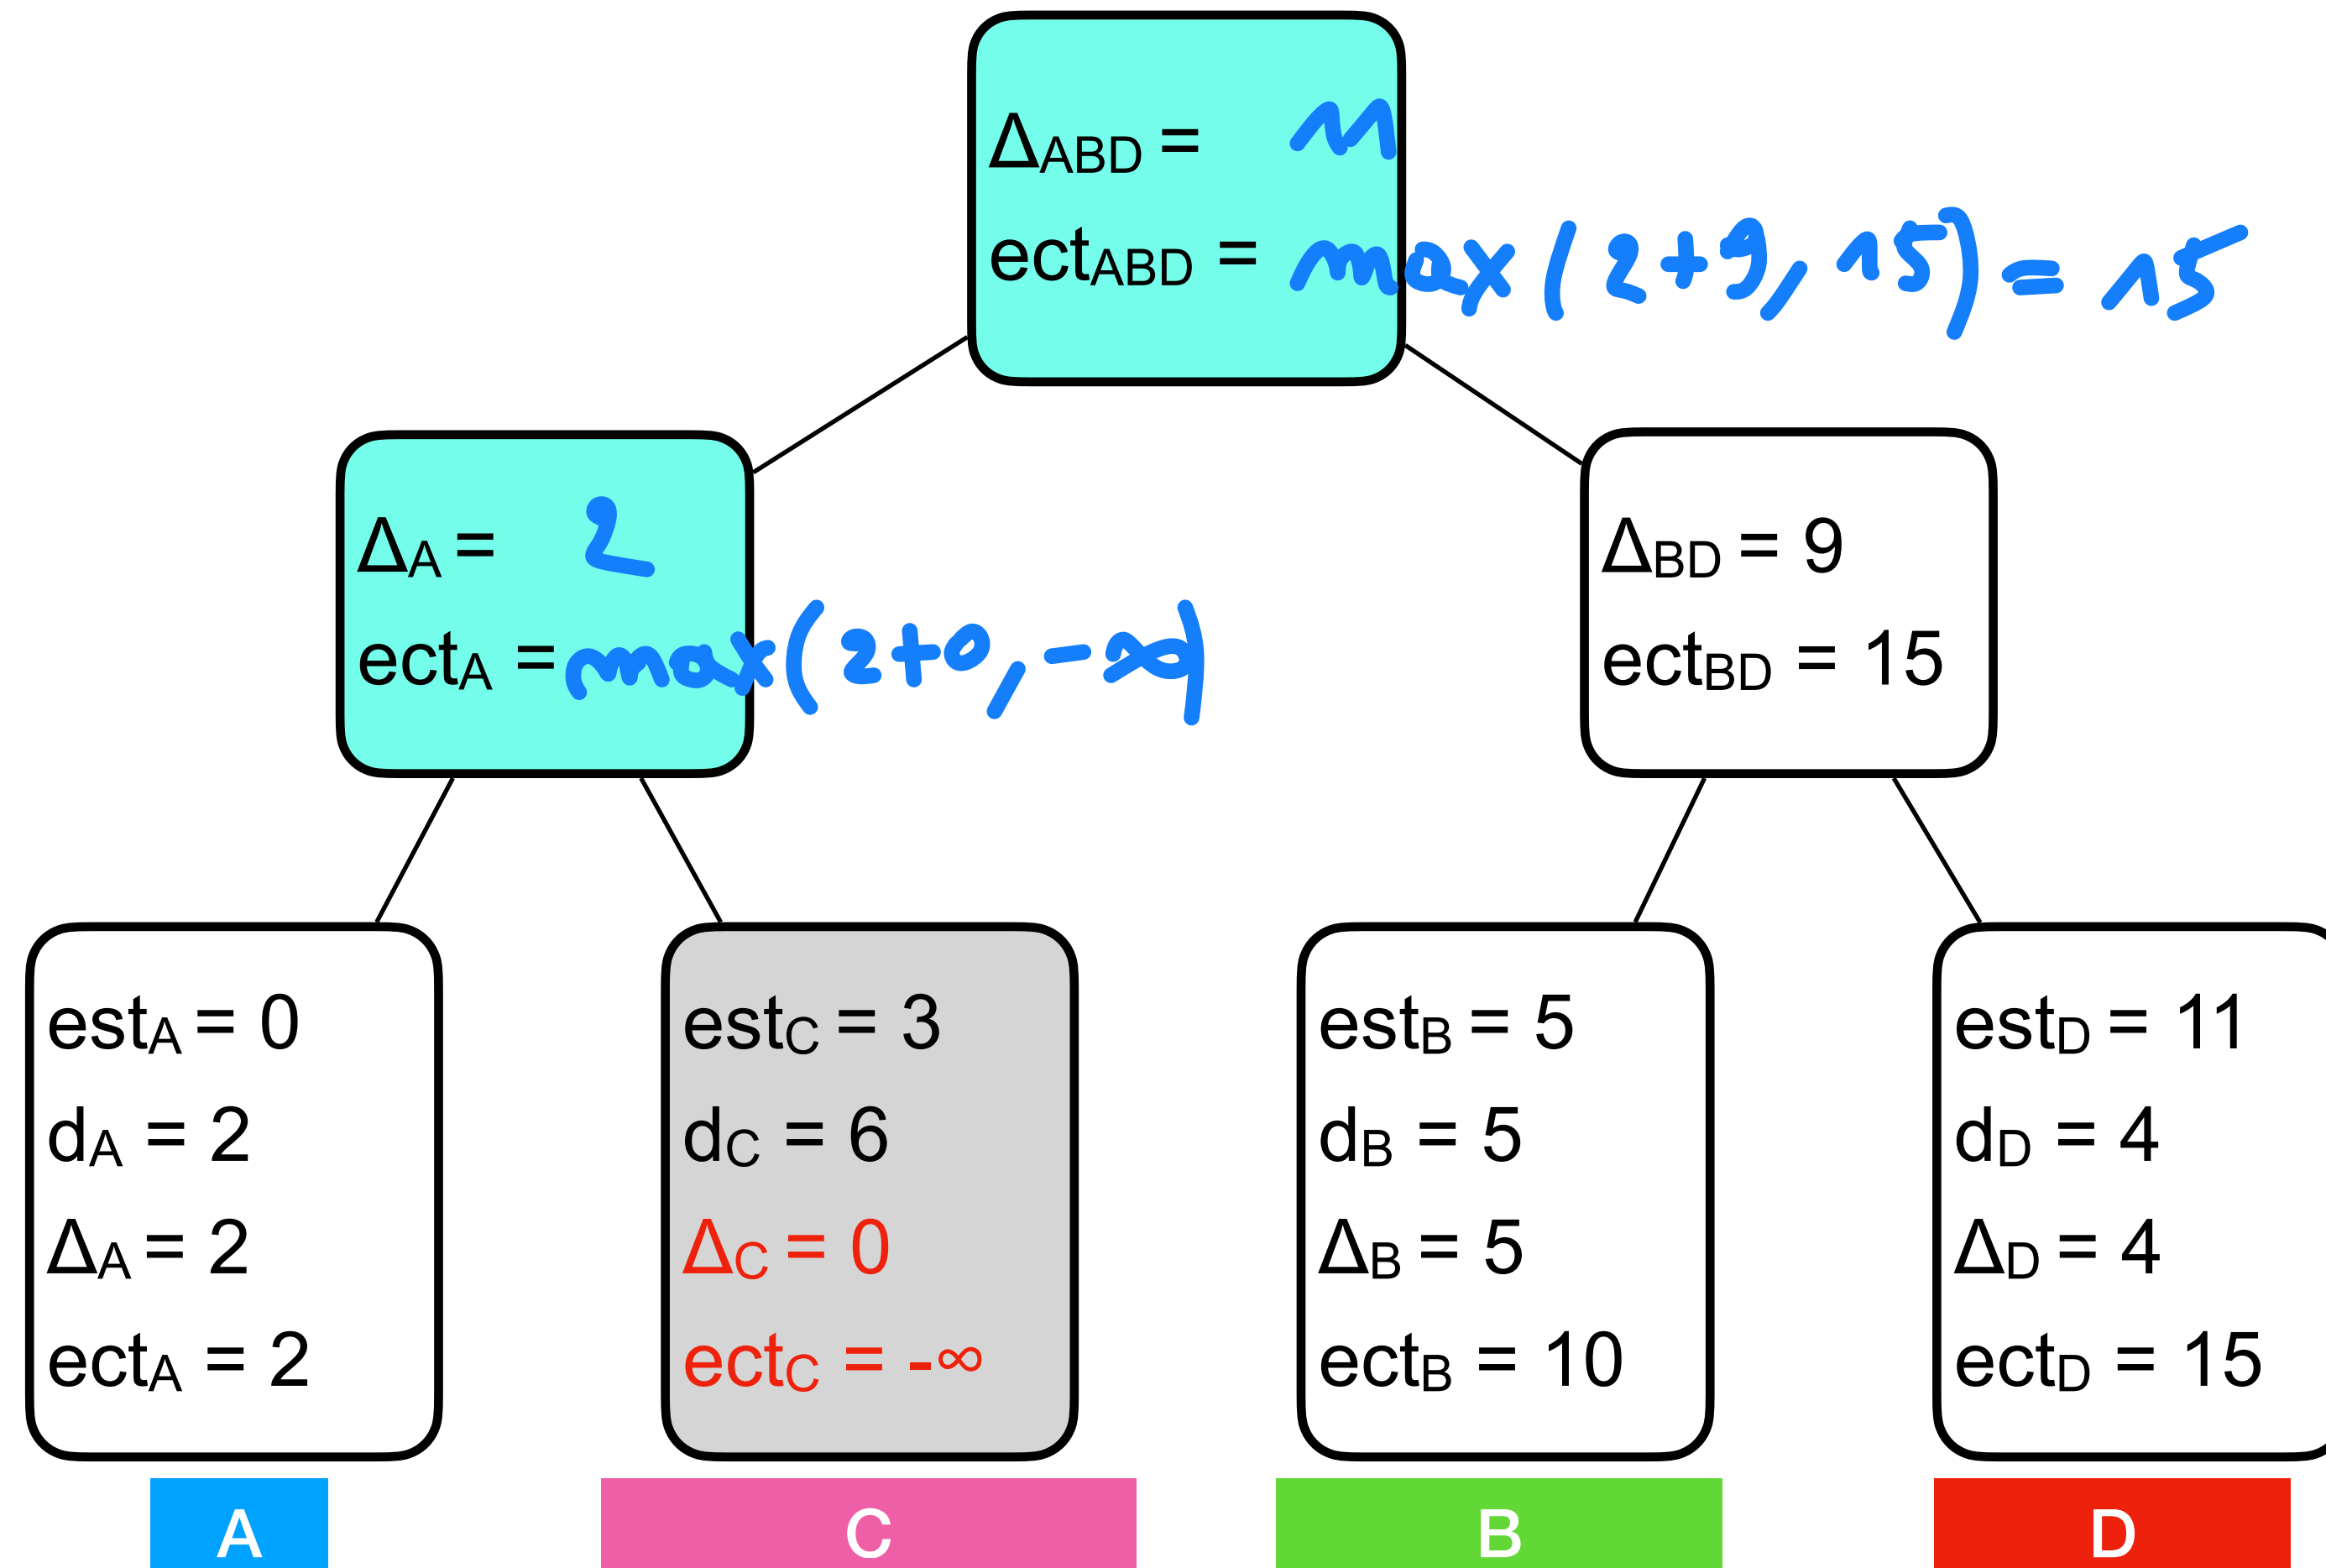 ΔABD = 11
ectABD = max(2+9, 15) = 15
ΔA = 2
ectA = max(2+0, -∞)
ΔBD = 9
ectBD = 15
estA = 0
dA = 2
ΔA = 2
ectA = 2
estC = 3
dC = 6
ΔC = 0
ectC = -∞
estB = 5
dB = 5
ΔB = 5
ectB = 10
estD = 11
dD = 4
ΔD = 4
ectD = 15
A
C
B
D